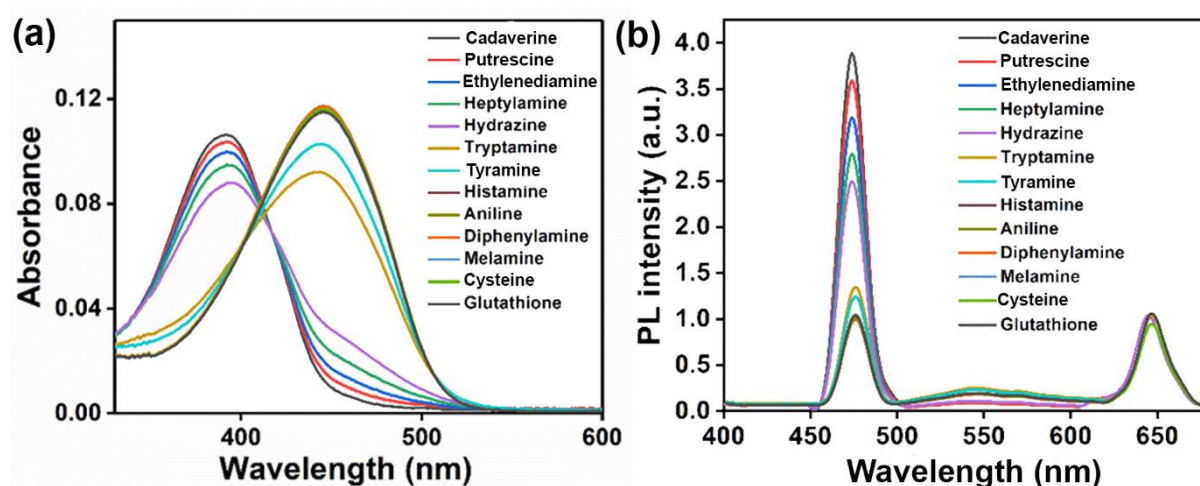 (a)
Cadaverine
Putrescine
Ethylenediamine
Heptylamine
Hydrazine
Tryptamine
Tyramine
Histamine
Aniline
Diphenylamine
Melamine
Cysteine
Glutathione
Absorbance
0.12
0.08
0.04
0.00
400
500
600
Wavelength (nm)
(b)
Cadaverine
Putrescine
Ethylenediamine
Heptylamine
Hydrazine
Tryptamine
Tyramine
Histamine
Aniline
Diphenylamine
Melamine
Cysteine
Glutathione
PL intensity (a.u.)
4.0
3.5
3.0
2.5
2.0
1.5
1.0
0.5
0.0
400
450
500
550
600
650
Wavelength (nm)